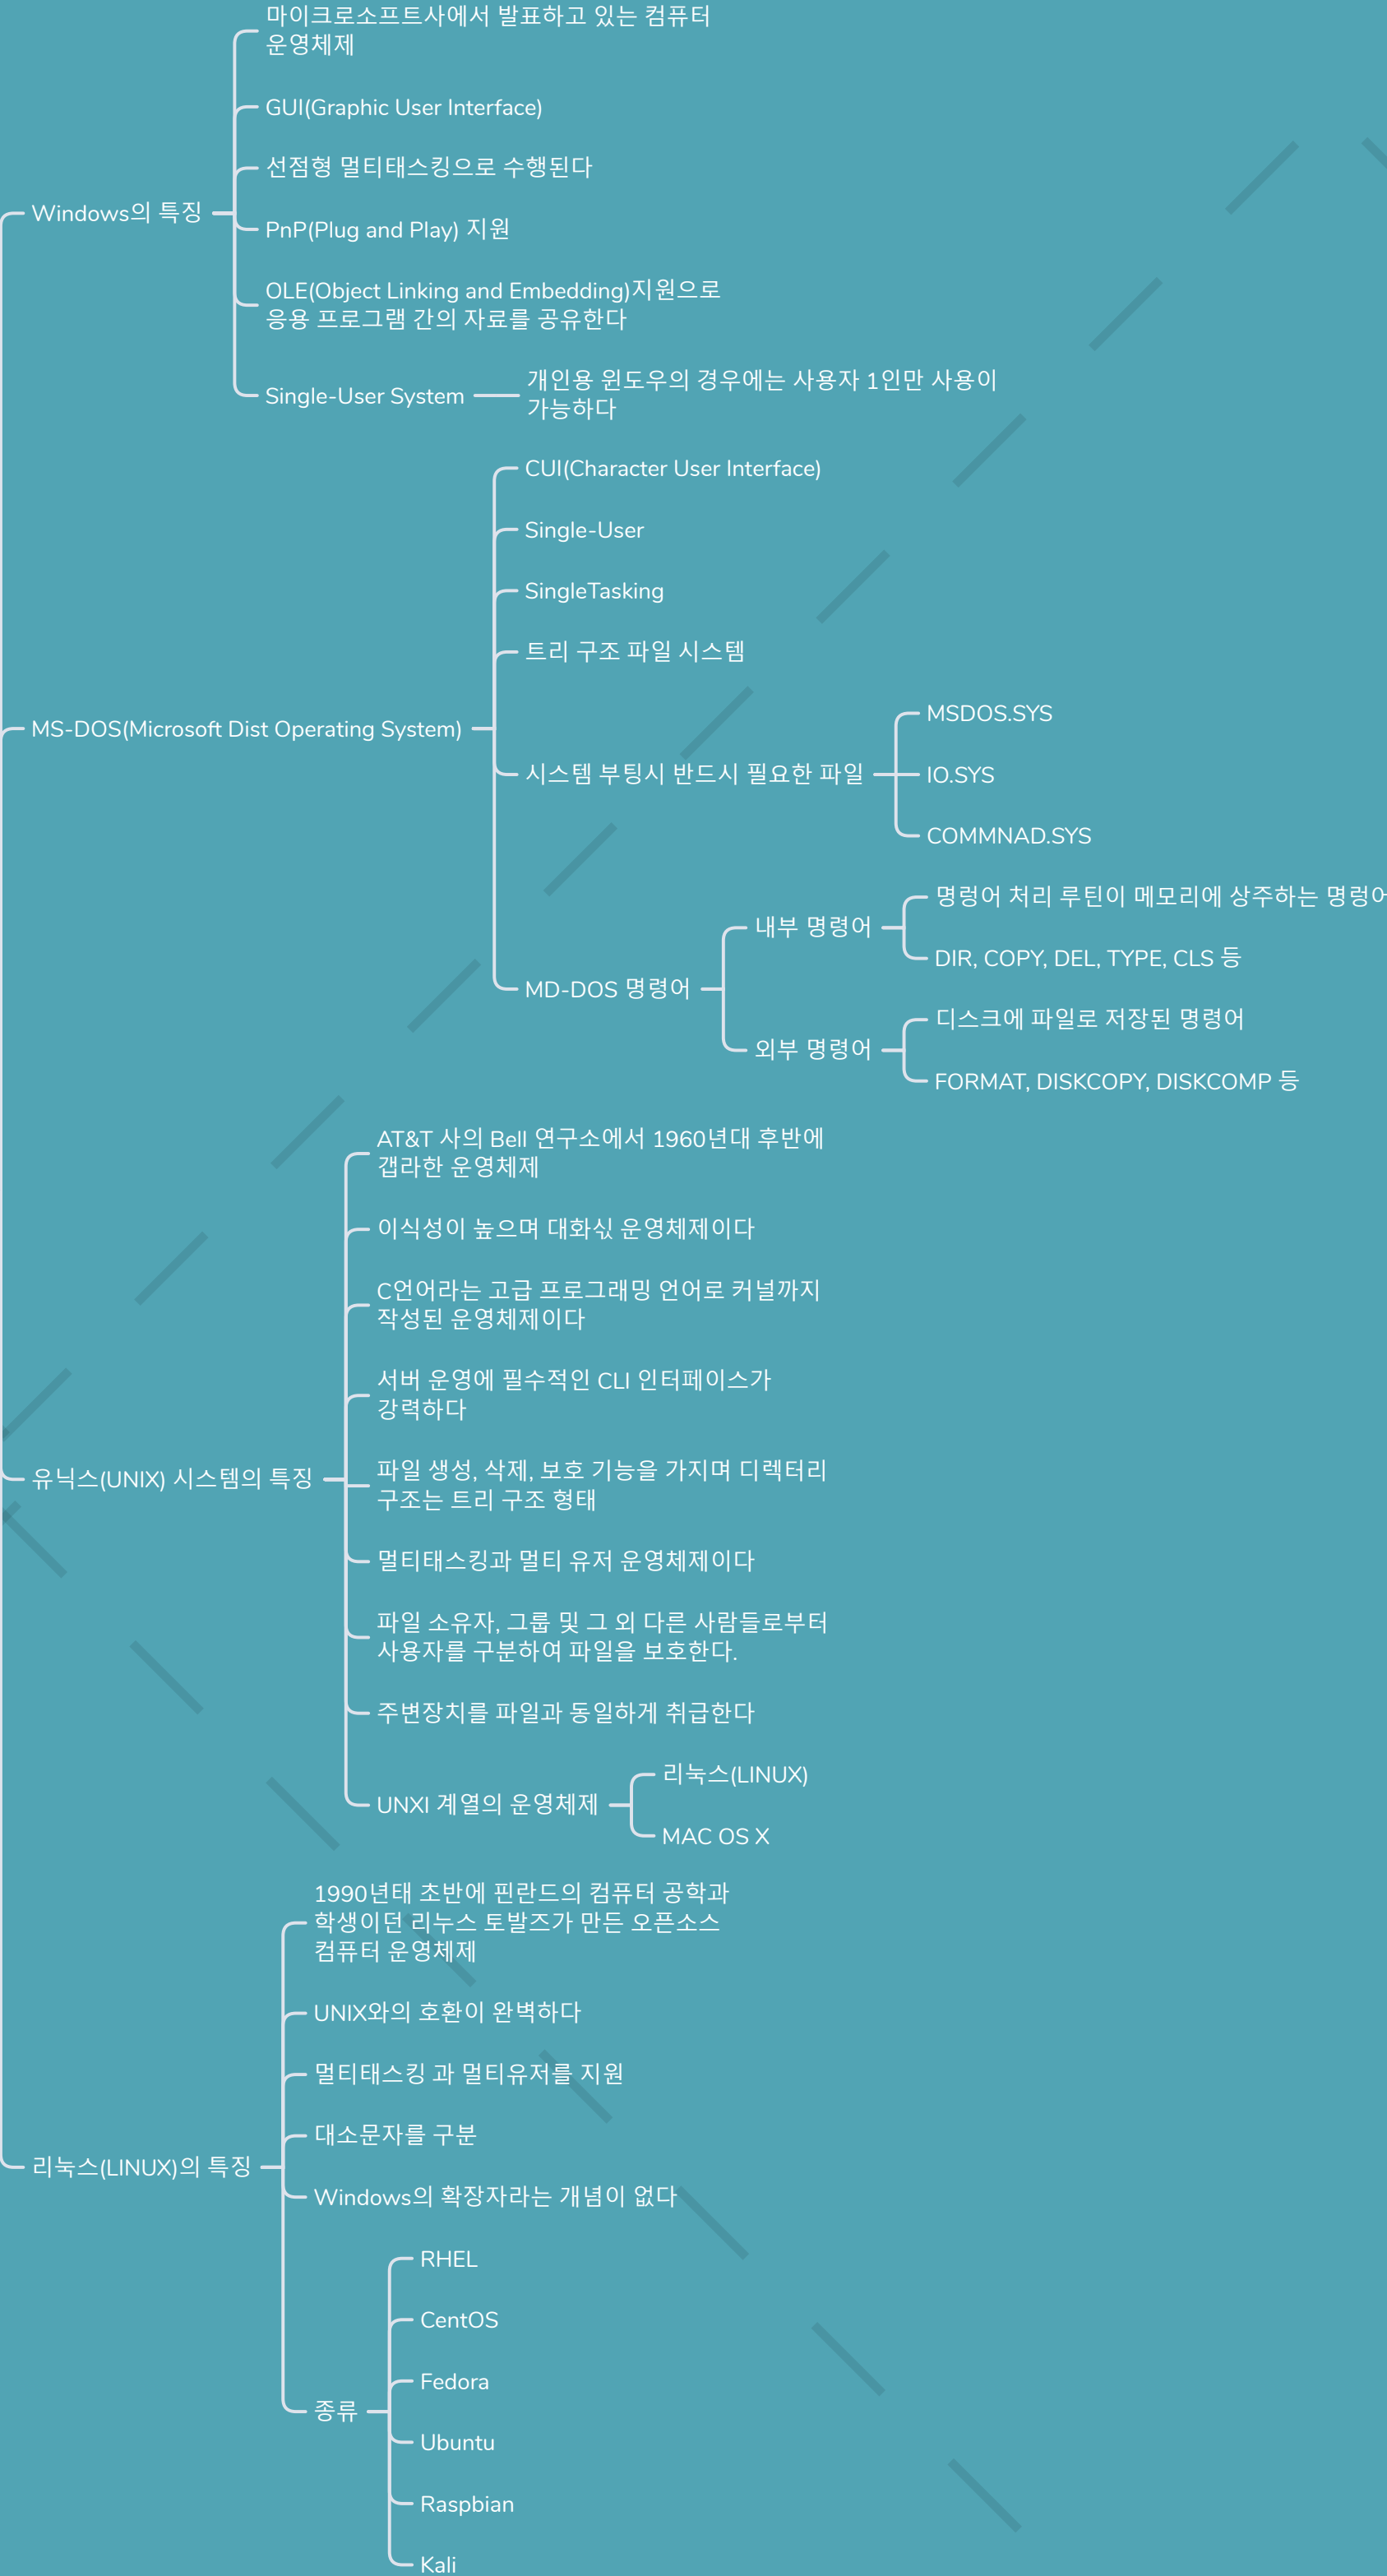 마이크로소프트사에서 발표하고 있는 컴퓨터
운영체제
GUI(Graphic User Interface)
선점형 멀티태스킹으로 수행된다
Windows의 특징
PnP(Plug and Play) 지원
OLE(Object Linking and Embedding)지원으로
응용 프로그램 간의 자료를 공유한다
Single-User System
개인용 윈도우의 경우에는 사용자 1인만 사용이
가능하다
CUI(Character User Interface)
Single-User
SingleTasking
트리 구조 파일 시스템
MS-DOS(Microsoft Dist Operating System)
시스템 부팅시 반드시 필요한 파일
MSDOS.SYS
IO.SYS
COMMNAD.SYS
MD-DOS 명령어
내부 명령어
명렁어 처리 루틴이 메모리에 상주하는 명렁어
DIR, COPY, DEL, TYPE, CLS 등
외부 명령어
디스크에 파일로 저장된 명령어
FORMAT, DISKCOPY, DISKCOMP 등
AT&T 사의 Bell 연구소에서 1960년대 후반에
갭라한 운영체제
이식성이 높으며 대화싟 운영체제이다
C언어라는 고급 프로그래밍 언어로 커널까지
작성된 운영체제이다
서버 운영에 필수적인 CLI 인터페이스가
강력하다
유닉스(UNIX) 시스템의 특징
파일 생성, 삭제, 보호 기능을 가지며 디렉터리
구조는 트리 구조 형태
멀티태스킹과 멀티 유저 운영체제이다
파일 소유자, 그룹 및 그 외 다른 사람들로부터
사용자를 구분하여 파일을 보호한다.
주변장치를 파일과 동일하게 취급한다
UNXI 계열의 운영체제
리눅스(LINUX)
MAC OS X
1990년태 초반에 핀란드의 컴퓨터 공학과
학생이던 리누스 토발즈가 만든 오픈소스
컴퓨터 운영체제
UNIX와의 호환이 완벽하다
멀티태스킹 과 멀티유저를 지원
대소문자를 구분
리눅스(LINUX)의 특징
Windows의 확장자라는 개념이 없다
종류
RHEL
CentOS
Fedora
Ubuntu
Raspbian
Kali